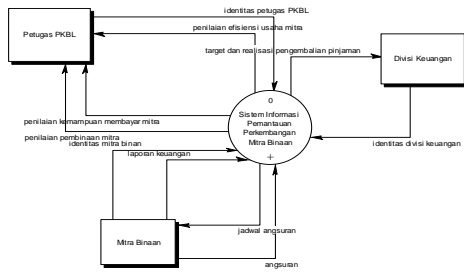 identitas petugas PKBL
Petugas PKBL
penilaian efisiensi usaha mitra
target dan realisasi pengembalian pinjaman
Divisi Keuangan
0
Sistem Informasi
Pemantauan
Perkembangan
Mitra Binaan
+
penilaian kemampuan membayar mitra
penilaian pembinaan mitra
identitas mitra binan
identitas divisi keuangan
laporan keuangan
jadwal angsuran
Mitra Binaan
angsuran